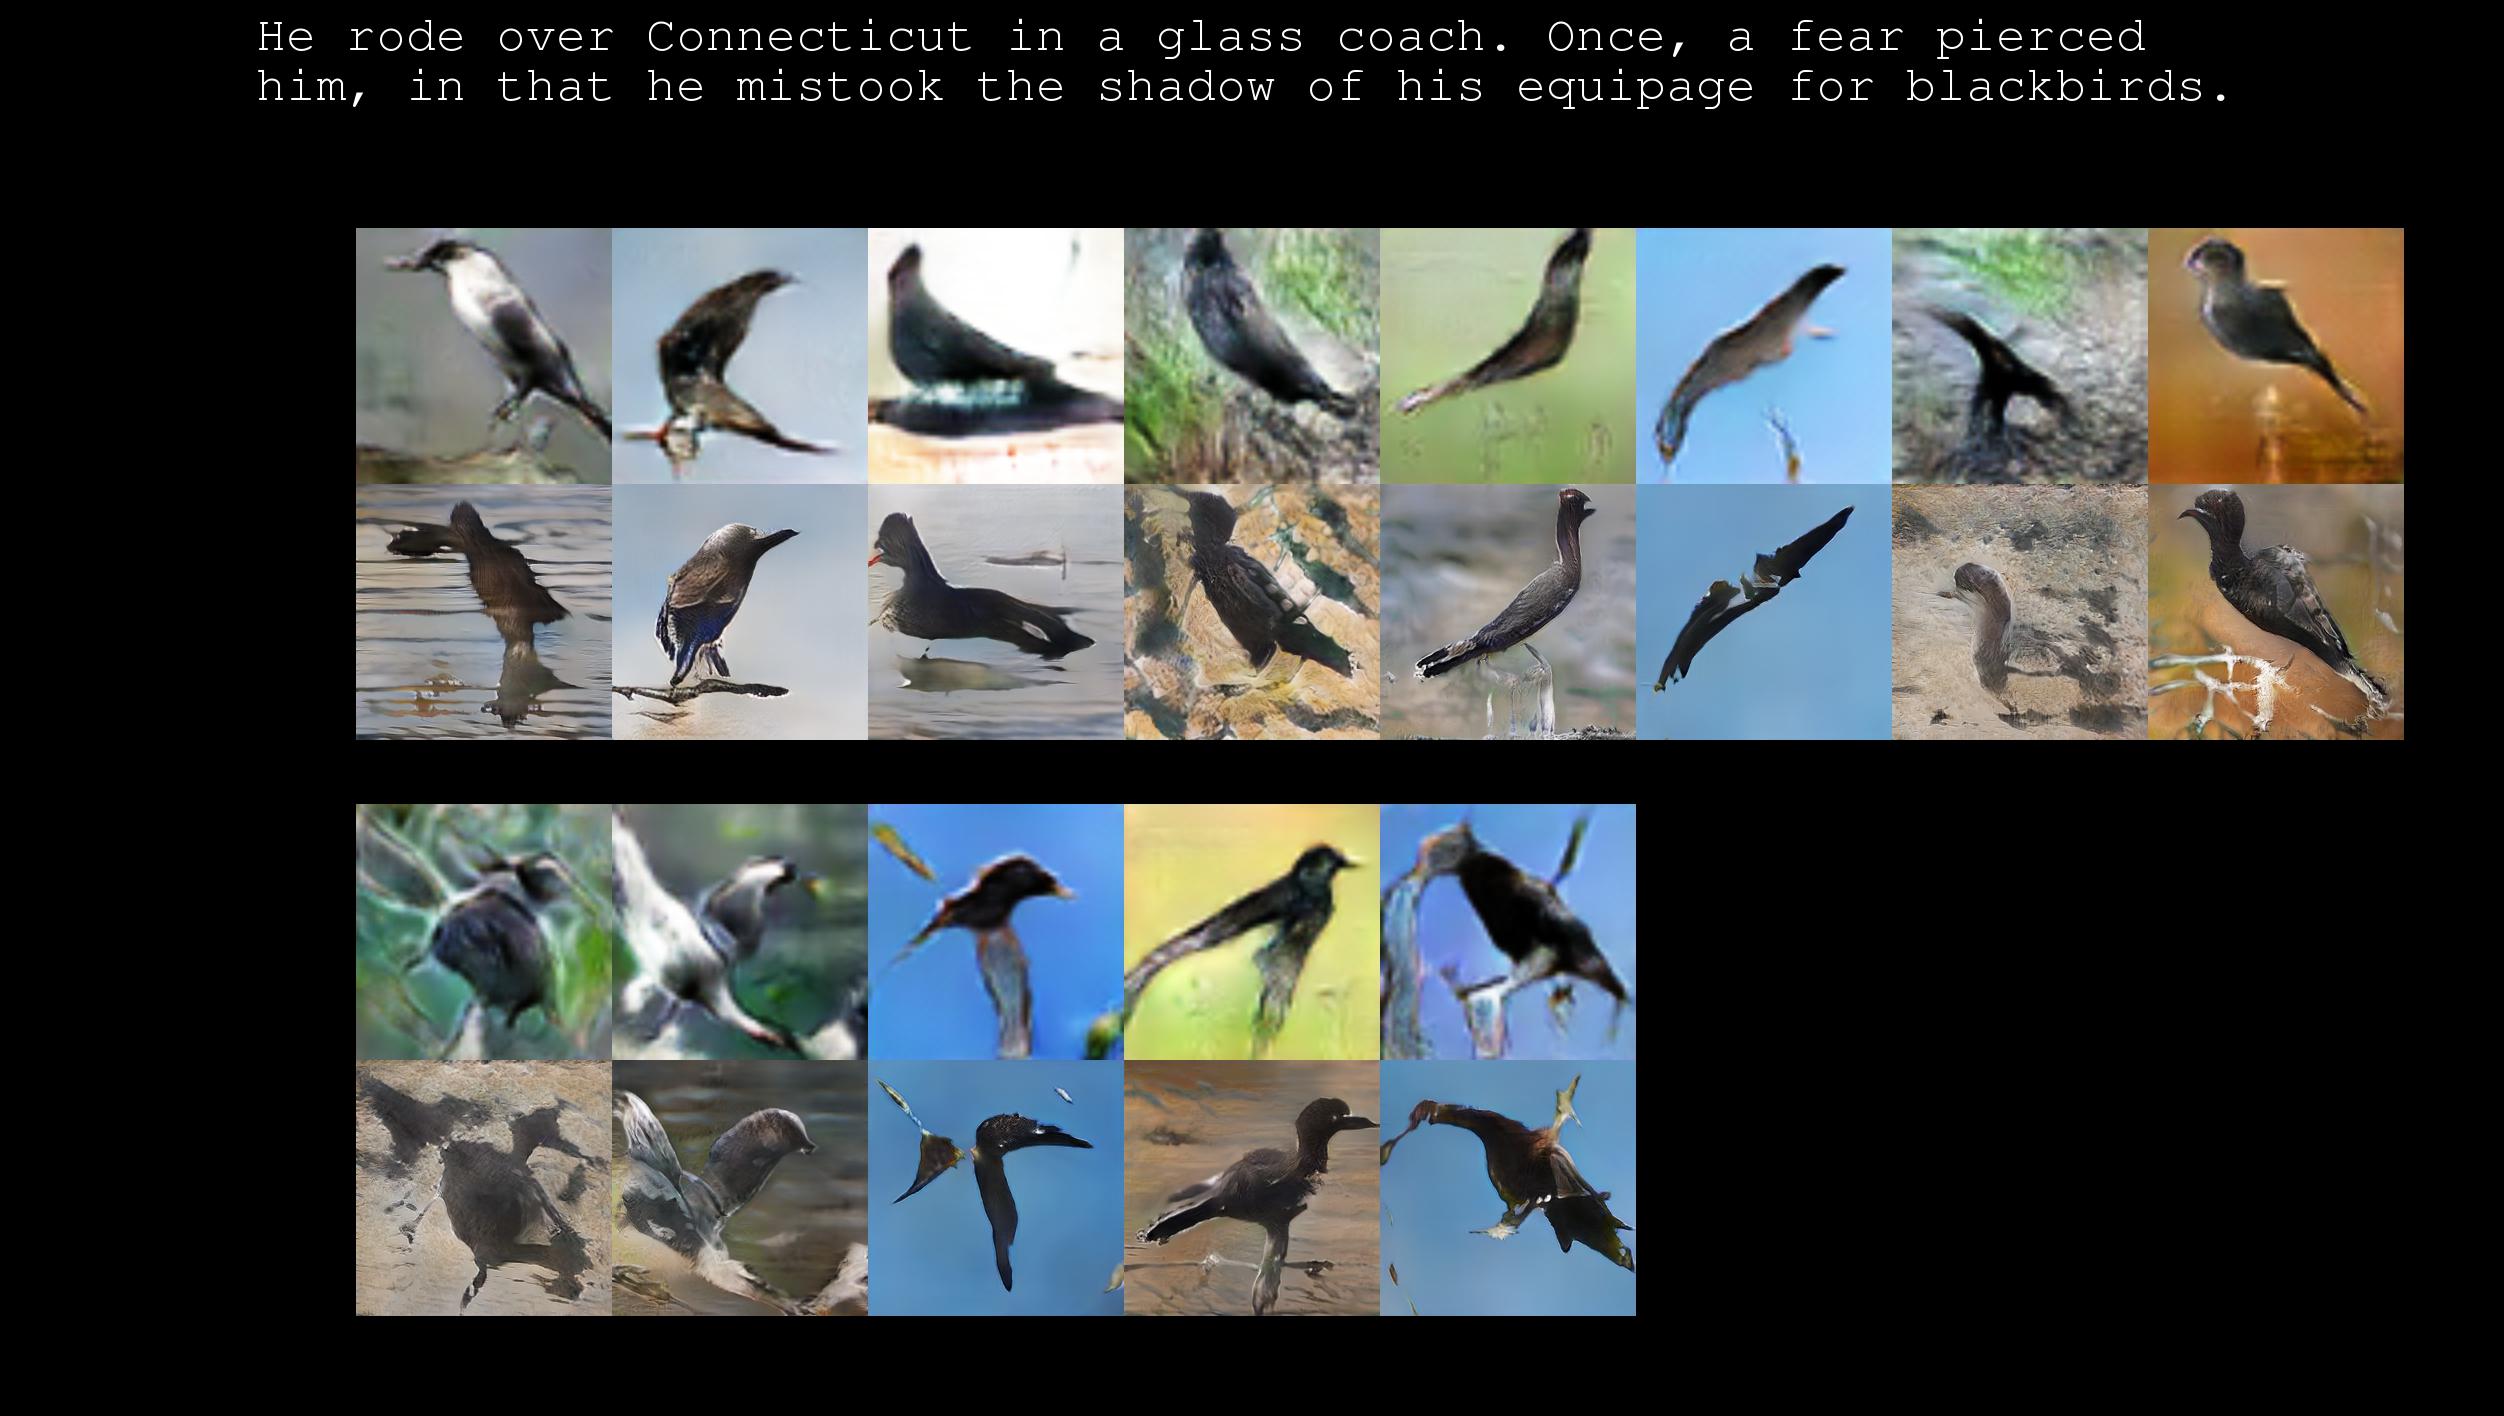 He rode over Connecticut in a glass coach. Once, a fear pierced
him, in that he mistook the shadow of his equipage for blackbirds.